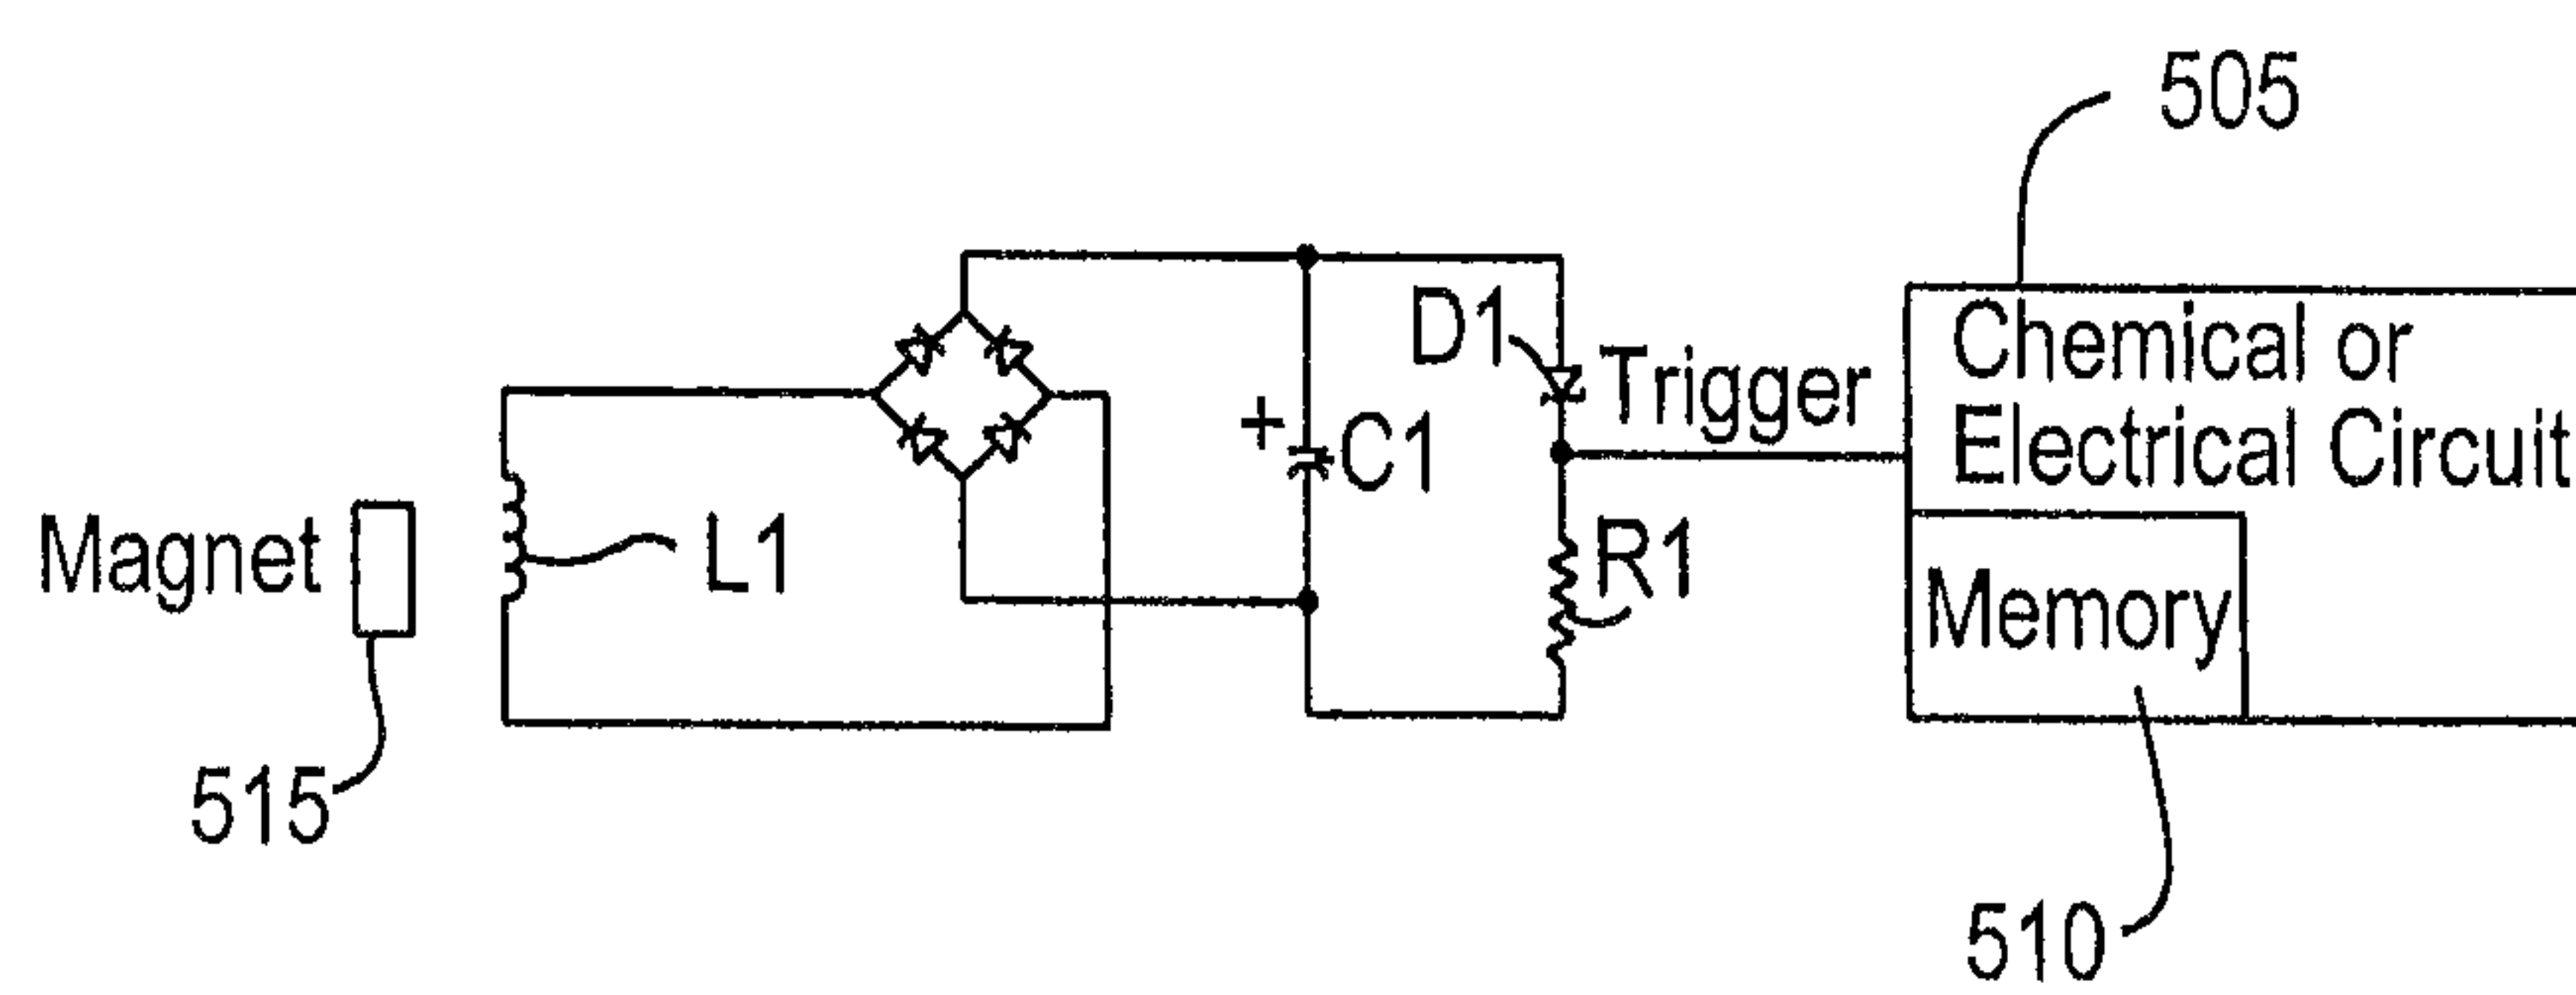 505
D1
Trigger
Chemical or
Electrical Circuit
+
C1
Magnet
L1
R1
Memory
515
510